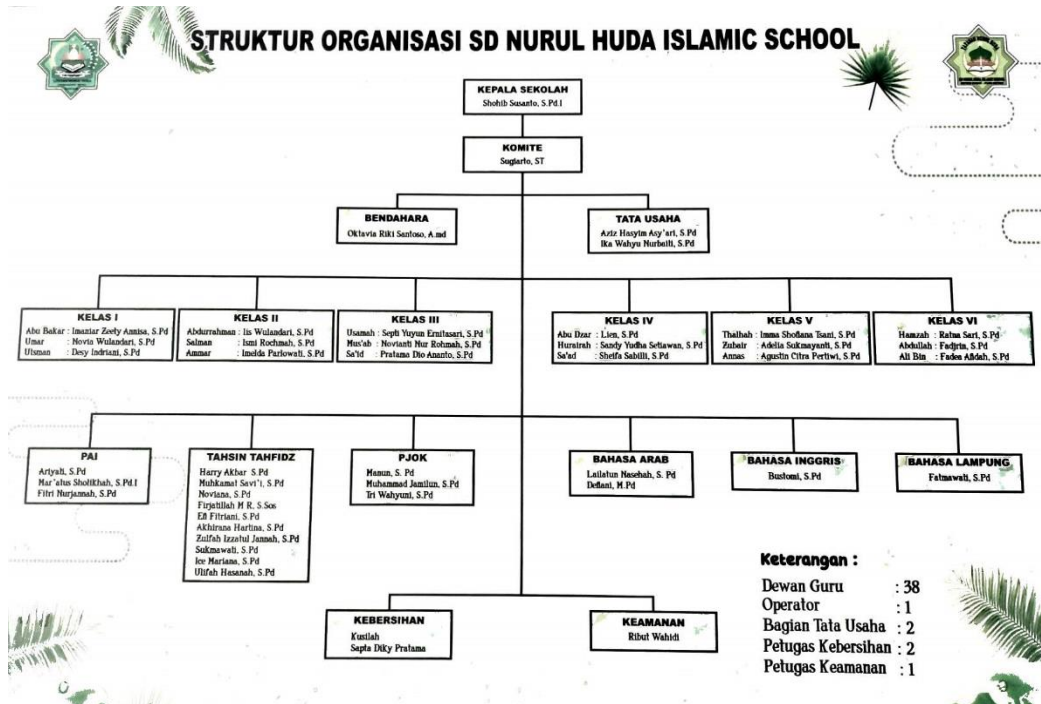 STRUKTUR ORGANISASI SD NURUL HUDA ISLAMIC SCHOOL
KEPALA SEKOLAH
Shohib Susanto, S.Pd.I
KOMITE
Sugiarto, ST
BENDAHARA
Oktavia Riki Santoso, A.md
TATA USAHA
Aziz Hasyim Asy'ari, S.Pd
Ika Wahyu Nurbaiti, S.Pd
KELAS I
Abu Bakar : Imaniar Zeety Annisa, S.Pd
Umar : Novia Wulandari, S.Pd
Utsman : Desy Indriani, S.Pd
KELAS II
Abdurrahman : Iis Wulandari, S.Pd
Salman : Ismi Rochmah, S.Pd
Ammar : Imelda Parlowati, S.Pd
KELAS III
Usamah : Septi Yuyun Ernitasari, S.Pd
Mus'ab : Novianti Nur Rohmah, S.Pd
Sa'id : Pratama Dio Ananto, S.Pd
KELAS IV
Abu Dzar : Lien, S.Pd
Hurairah : Sandy Yudha Setiawan, S.Pd
Sa'ad : Sheifa Sabilli, S.Pd
KELAS V
Thalhah : Imma Shofiana Tsani, S.Pd
Zubair : Adelia Sukmayanti, S.Pd
Annas : Agustin Citra Pertiwi, S.Pd
KELAS VI
Hamzah : Ratna Sari, S.Pd
Abdullah : Fadjria, S.Pd
Ali Bin : Fadea Afidah, S.Pd
PAI
Ariyati, S.Pd
Mar'atus Sholikhah, S.Pd.I
Fitri Nurjannah, S.Pd
TAHSIN TAHFIDZ
Harry Akbar S.Pd
Muhkamat Savi'i, S.Pd
Noviana, S.Pd
Firjatillah M R, S.Sos
Efi Fitriani, S.Pd
Akhirana Hartina, S.Pd
Zulfah Izzatul Jannah, S.Pd
Sukmawati, S.Pd
Ice Mariana, S.Pd
Ulifah Hasanah, S.Pd
PJOK
Manun, S. Pd
Muhammad Jamilun, S.Pd
Tri Wahyuni, S.Pd
BAHASA ARAB
Lailatun Nasehah, S. Pd
Defiani, M.Pd
BAHASA INGGRIS
Bustomi, S.Pd
BAHASA LAMPUNG
Fatmawati, S.Pd
KEBERSIHAN
Kusilah
Sapta Diky Pratama
KEAMANAN
Ribut Wahidi
Keterangan :
Dewan Guru : 38
Operator : 1
Bagian Tata Usaha : 2
Petugas Kebersihan : 2
Petugas Keamanan : 1